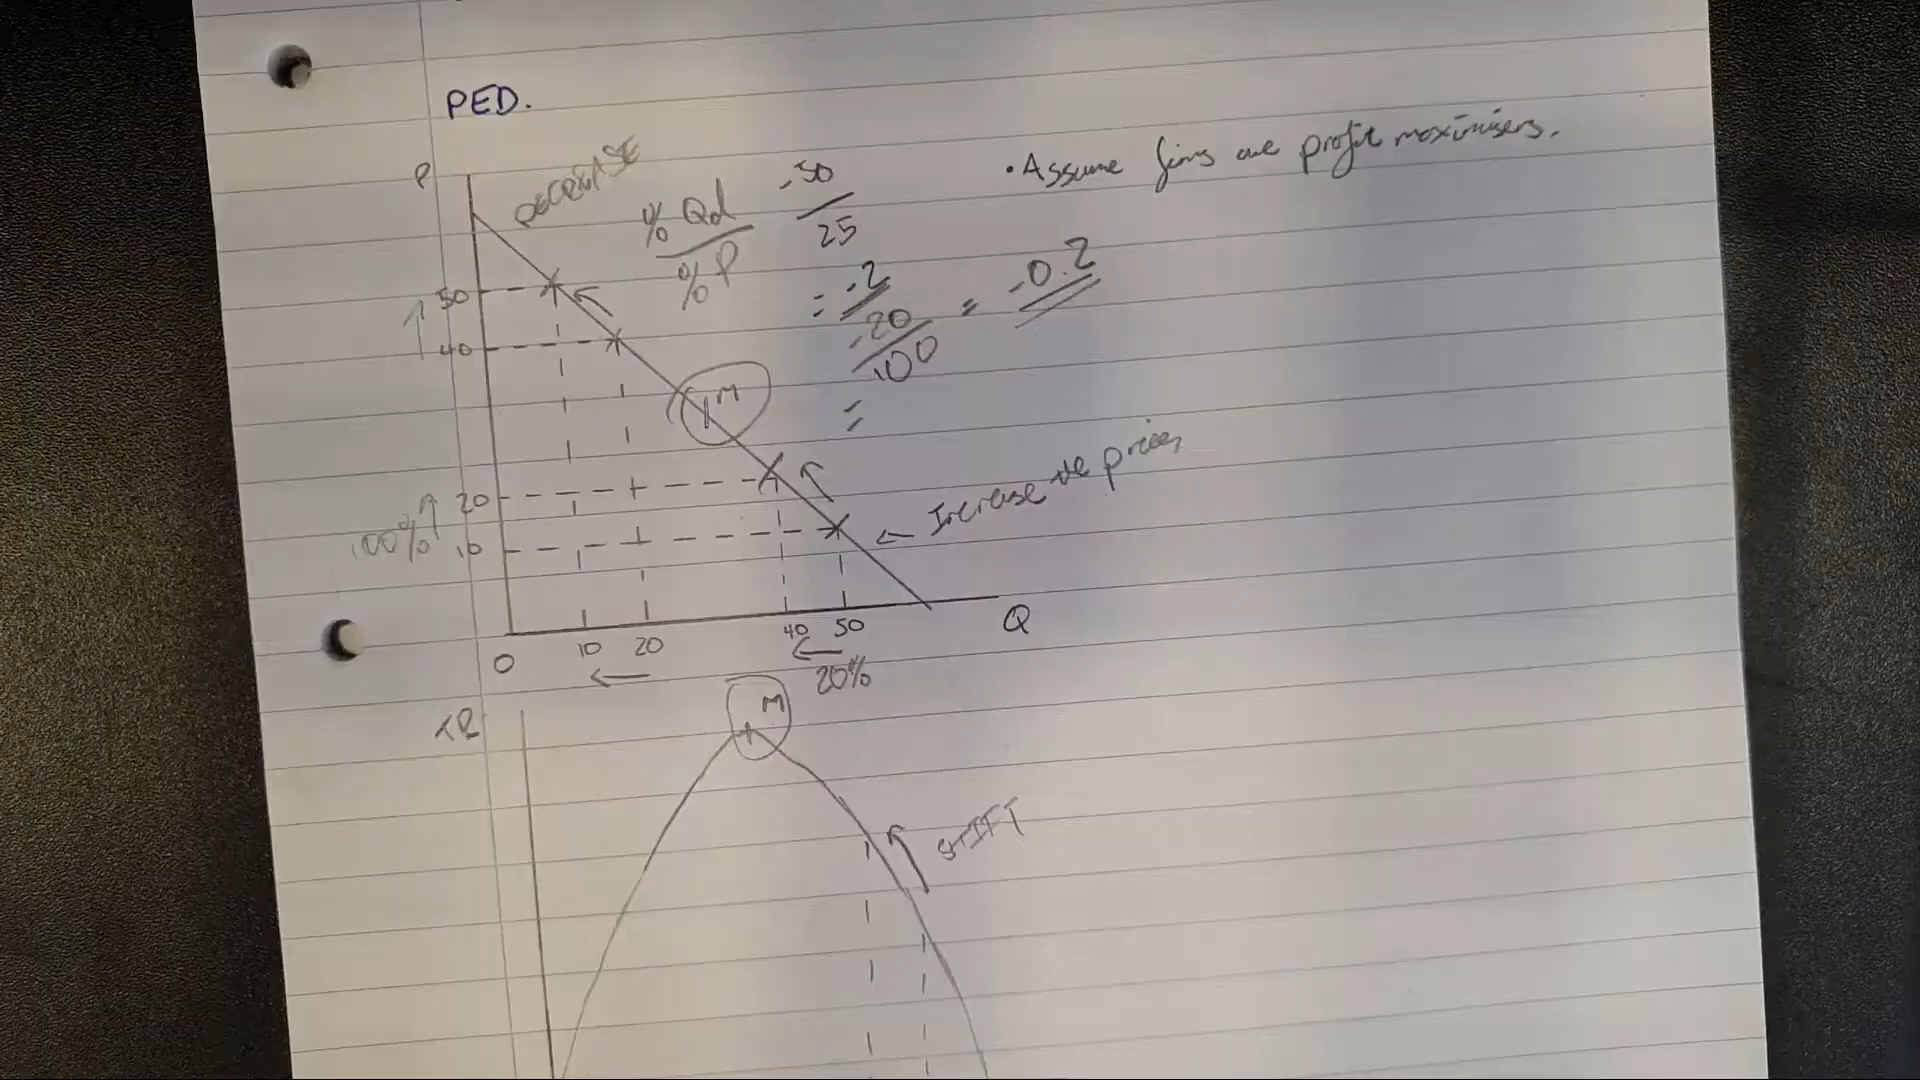 PED.
P
DECREASE
% Qd
% P
-50
25
= -2
-20
100
= -0.2
=
• Assume firms are profit maximisers.
50
40
M
20
10
100%
← Increase the prices
0
10
20
40
50
Q
20%
TR
M
SHIFT